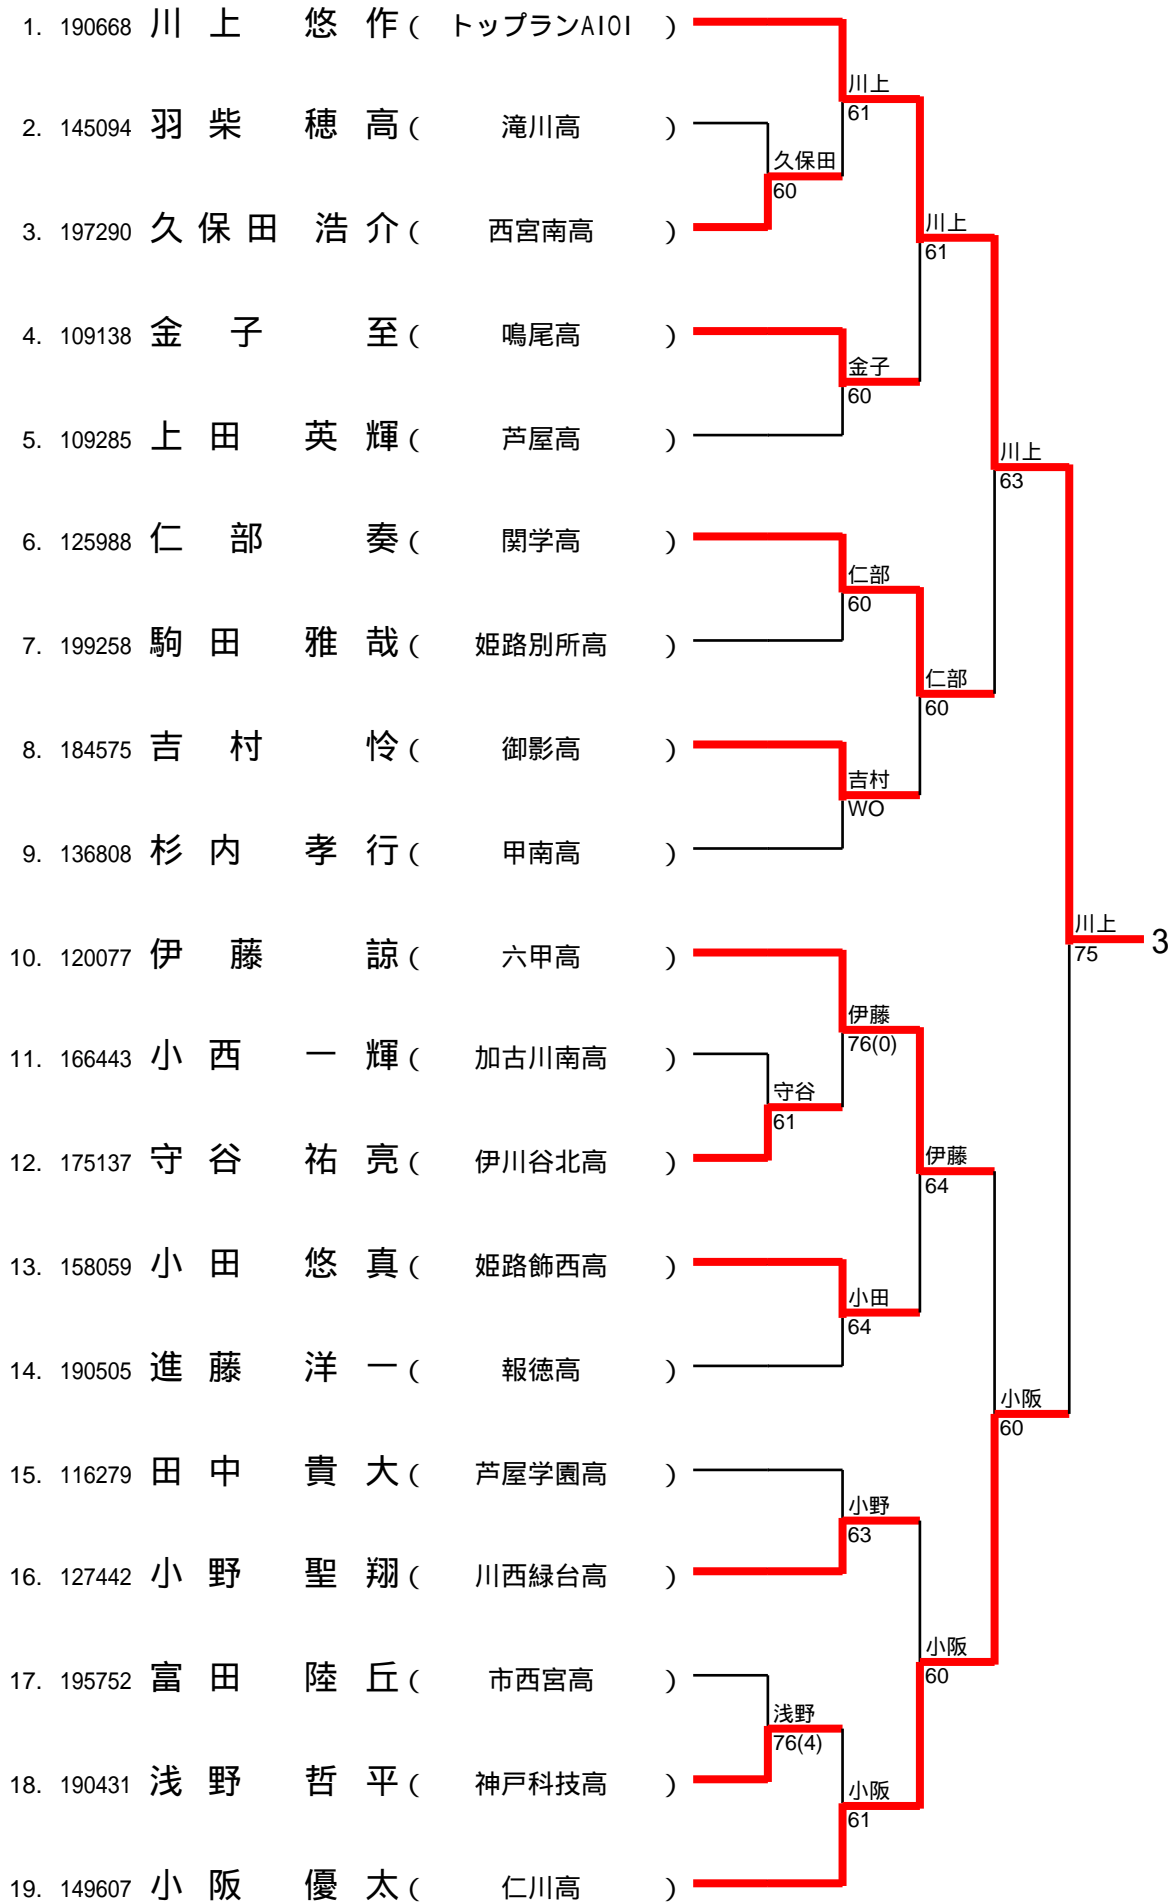 1. 190668 川上 悠作 ( トップランAIOI )
川上
61
2. 145094 羽柴 穂高 ( 滝川高 )
久保田
60
3. 197290 久保田 浩介 ( 西宮南高 )
川上
61
4. 109138 金子 至 ( 鳴尾高 )
金子
60
5. 109285 上田 英輝 ( 芦屋高 )
川上
63
6. 125988 仁部 奏 ( 関学高 )
仁部
60
7. 199258 駒田 雅哉 ( 姫路別所高 )
仁部
60
8. 184575 吉村 怜 ( 御影高 )
吉村
WO
9. 136808 杉内 孝行 ( 甲南高 )
川上
75
3
10. 120077 伊藤 諒 ( 六甲高 )
伊藤
76(0)
11. 166443 小西 一輝 ( 加古川南高 )
守谷
61
12. 175137 守谷 祐亮 ( 伊川谷北高 )
伊藤
64
13. 158059 小田 悠真 ( 姫路飾西高 )
小田
64
14. 190505 進藤 洋一 ( 報徳高 )
小阪
60
15. 116279 田中 貴大 ( 芦屋学園高 )
小野
63
16. 127442 小野 聖翔 ( 川西緑台高 )
小阪
60
17. 195752 富田 陸丘 ( 市西宮高 )
浅野
76(4)
18. 190431 浅野 哲平 ( 神戸科技高 )
小阪
61
19. 149607 小阪 優太 ( 仁川高 )